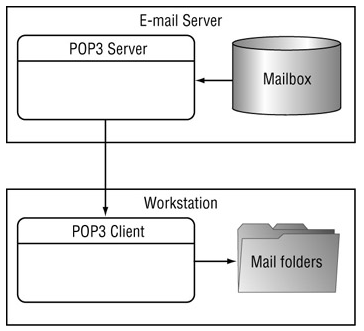 E-mail Server
POP3 Server
Mailbox
Workstation
POP3 Client
Mail folders